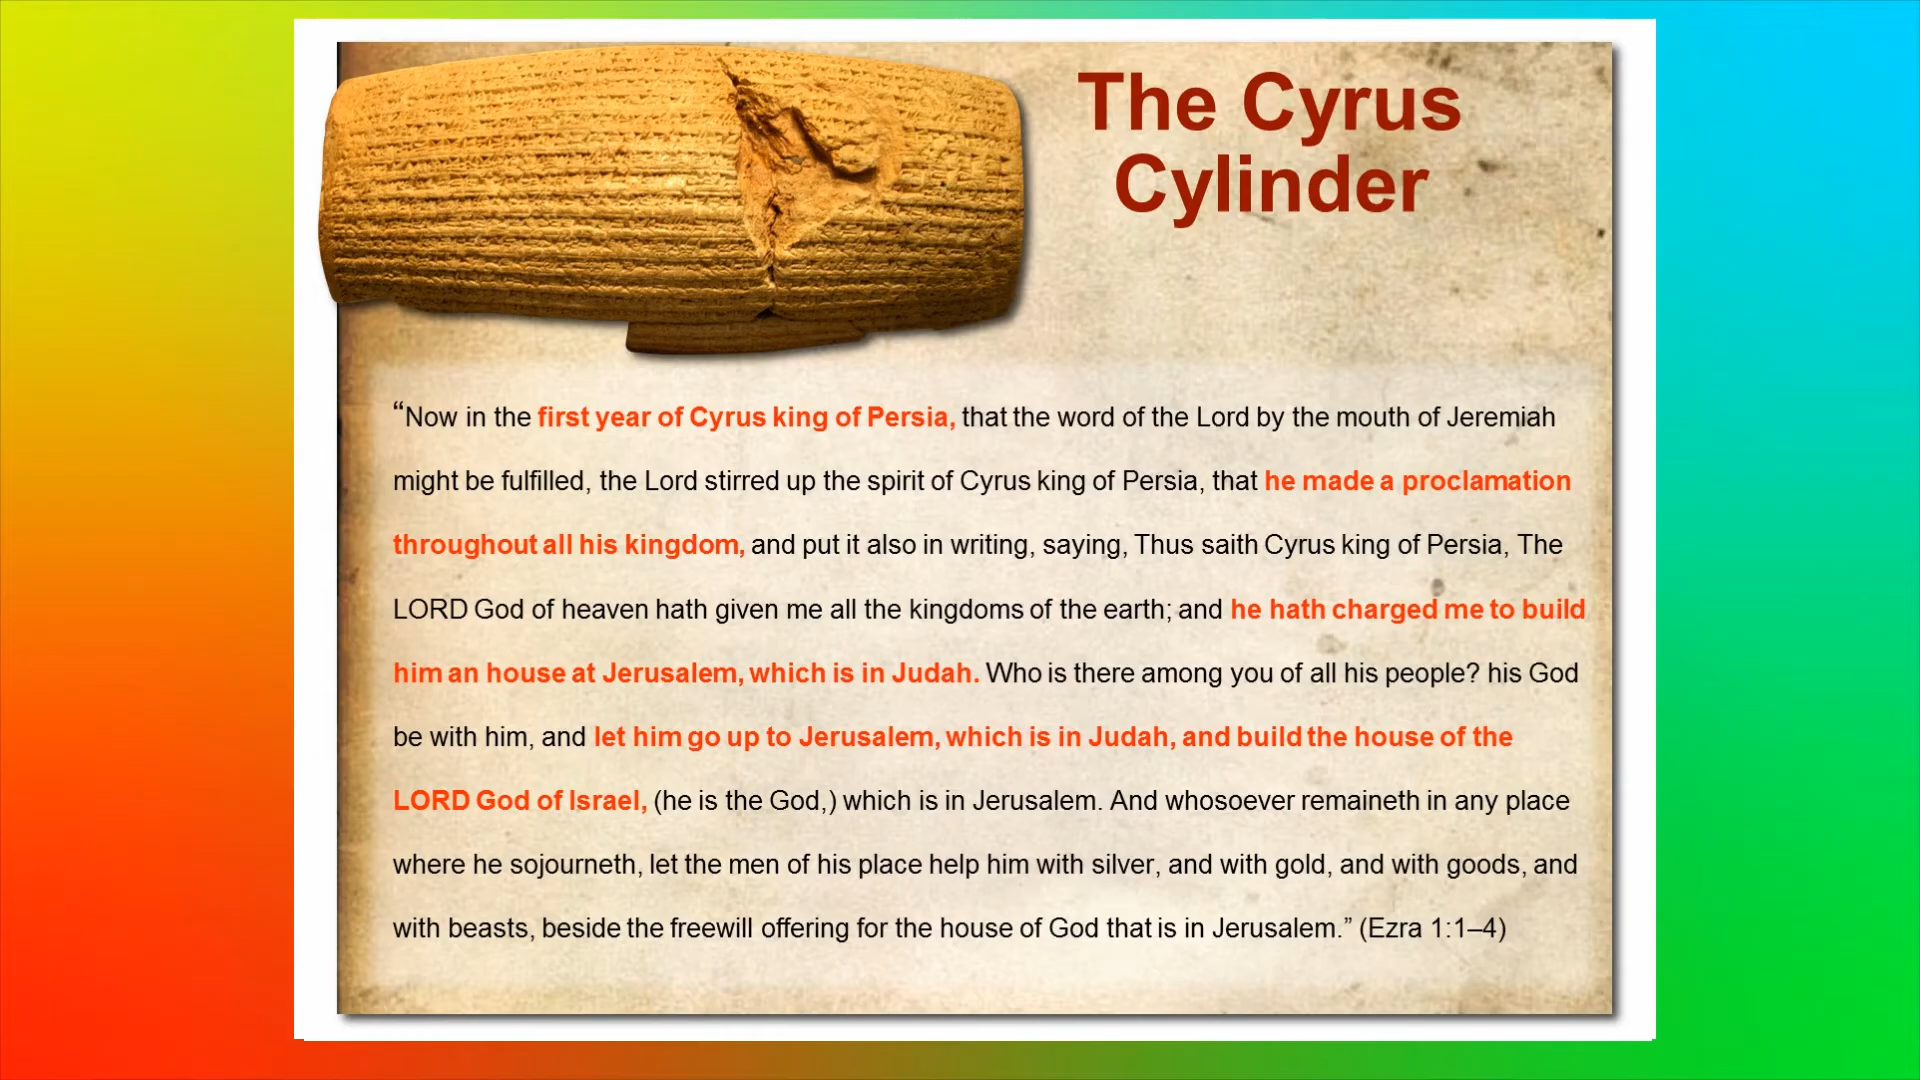 The Cyrus
Cylinder
“Now in the first year of Cyrus king of Persia, that the word of the Lord by the mouth of Jeremiah
might be fulfilled, the Lord stirred up the spirit of Cyrus king of Persia, that he made a proclamation
throughout all his kingdom, and put it also in writing, saying, Thus saith Cyrus king of Persia, The
LORD God of heaven hath given me all the kingdoms of the earth; and he hath charged me to build
him an house at Jerusalem, which is in Judah. Who is there among you of all his people? his God
be with him, and let him go up to Jerusalem, which is in Judah, and build the house of the
LORD God of Israel, (he is the God,) which is in Jerusalem. And whosoever remaineth in any place
where he sojourneth, let the men of his place help him with silver, and with gold, and with goods, and
with beasts, beside the freewill offering for the house of God that is in Jerusalem.” (Ezra 1:1–4)